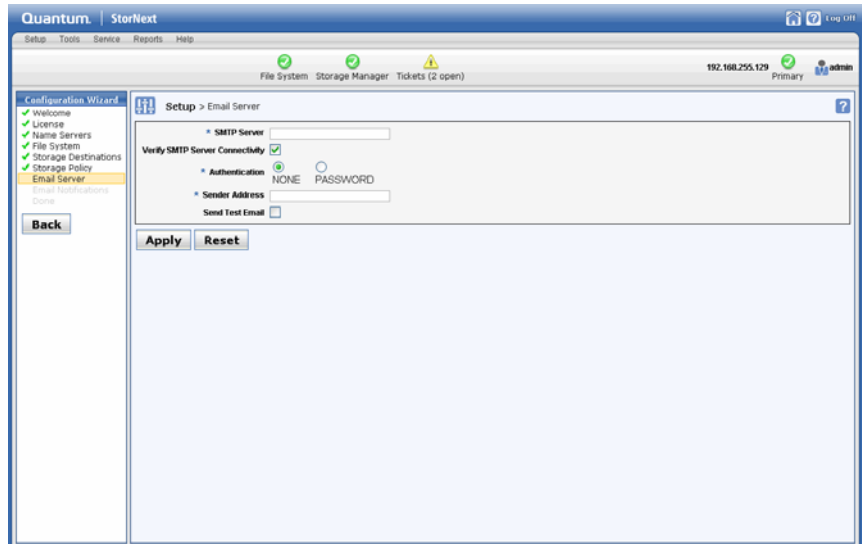 Quantum. | StorNext
Log Off
Setup Tools Service Reports Help
File System Storage Manager Tickets (2 open)
192.168.255.129 Primary admin
Configuration Wizard
Welcome
License
Name Servers
File System
Storage Destinations
Storage Policy
Email Server
Email Notifications
Done
Back
Setup > Email Server
* SMTP Server
Verify SMTP Server Connectivity
* Authentication NONE PASSWORD
* Sender Address
Send Test Email
Apply Reset